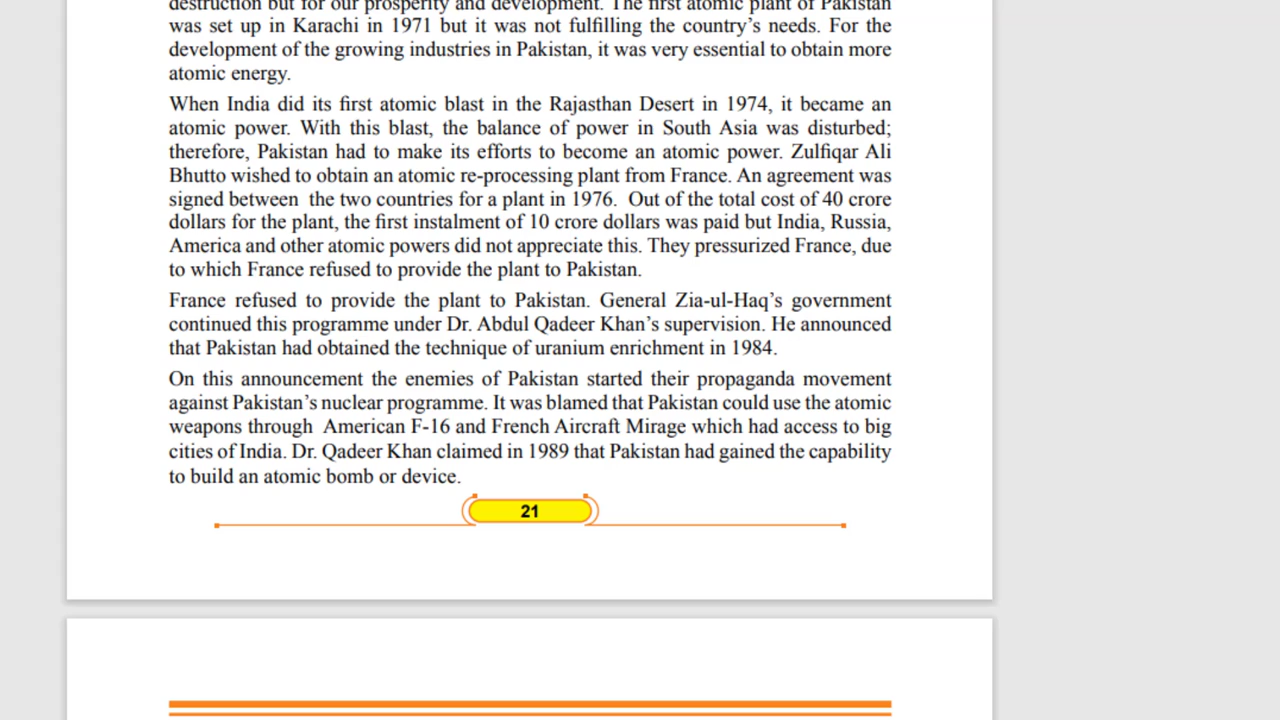 destruction but for our prosperity and development. The first atomic plant of Pakistan
was set up in Karachi in 1971 but it was not fulfilling the country’s needs. For the
development of the growing industries in Pakistan, it was very essential to obtain more
atomic energy.
When India did its first atomic blast in the Rajasthan Desert in 1974, it became an
atomic power. With this blast, the balance of power in South Asia was disturbed;
therefore, Pakistan had to make its efforts to become an atomic power. Zulfiqar Ali
Bhutto wished to obtain an atomic re-processing plant from France. An agreement was
signed between the two countries for a plant in 1976. Out of the total cost of 40 crore
dollars for the plant, the first instalment of 10 crore dollars was paid but India, Russia,
America and other atomic powers did not appreciate this. They pressurized France, due
to which France refused to provide the plant to Pakistan.
France refused to provide the plant to Pakistan. General Zia-ul-Haq’s government
continued this programme under Dr. Abdul Qadeer Khan’s supervision. He announced
that Pakistan had obtained the technique of uranium enrichment in 1984.
On this announcement the enemies of Pakistan started their propaganda movement
against Pakistan’s nuclear programme. It was blamed that Pakistan could use the atomic
weapons through American F-16 and French Aircraft Mirage which had access to big
cities of India. Dr. Qadeer Khan claimed in 1989 that Pakistan had gained the capability
to build an atomic bomb or device.
21